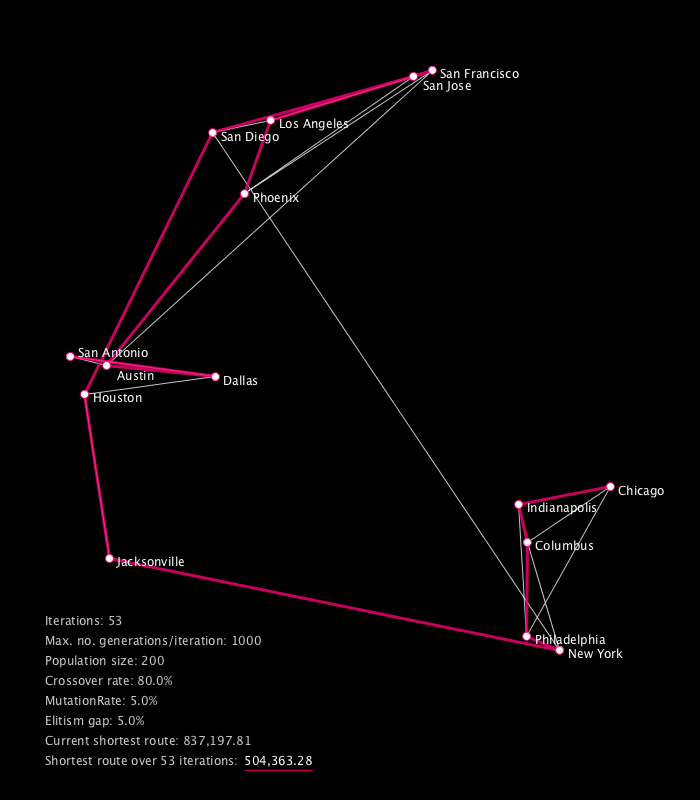 San Francisco
San Jose
Los Angeles
San Diego
Phoenix
San Antonio
Austin
Dallas
Houston
Chicago
Indianapolis
Columbus
Jacksonville
Philadelphia
New York
Iterations: 53
Max. no. generations/iteration: 1000
Population size: 200
Crossover rate: 80.0%
MutationRate: 5.0%
Elitism gap: 5.0%
Current shortest route: 837,197.81
Shortest route over 53 iterations: 504,363.28